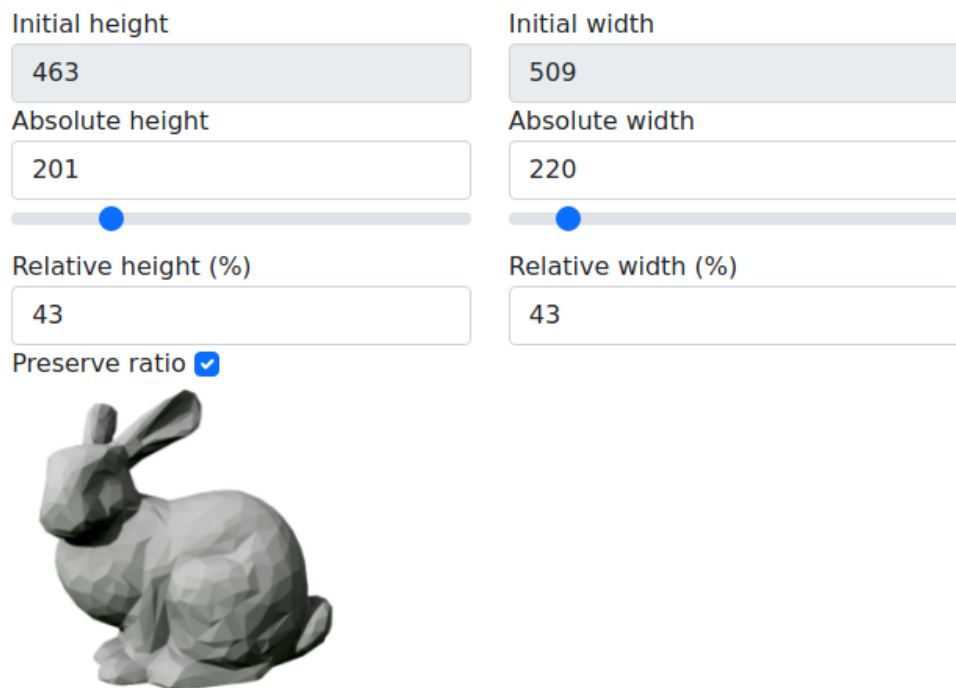 Initial height
Initial width
463
509
Absolute height
Absolute width
201
220
Relative height (%)
Relative width (%)
43
43
Preserve ratio